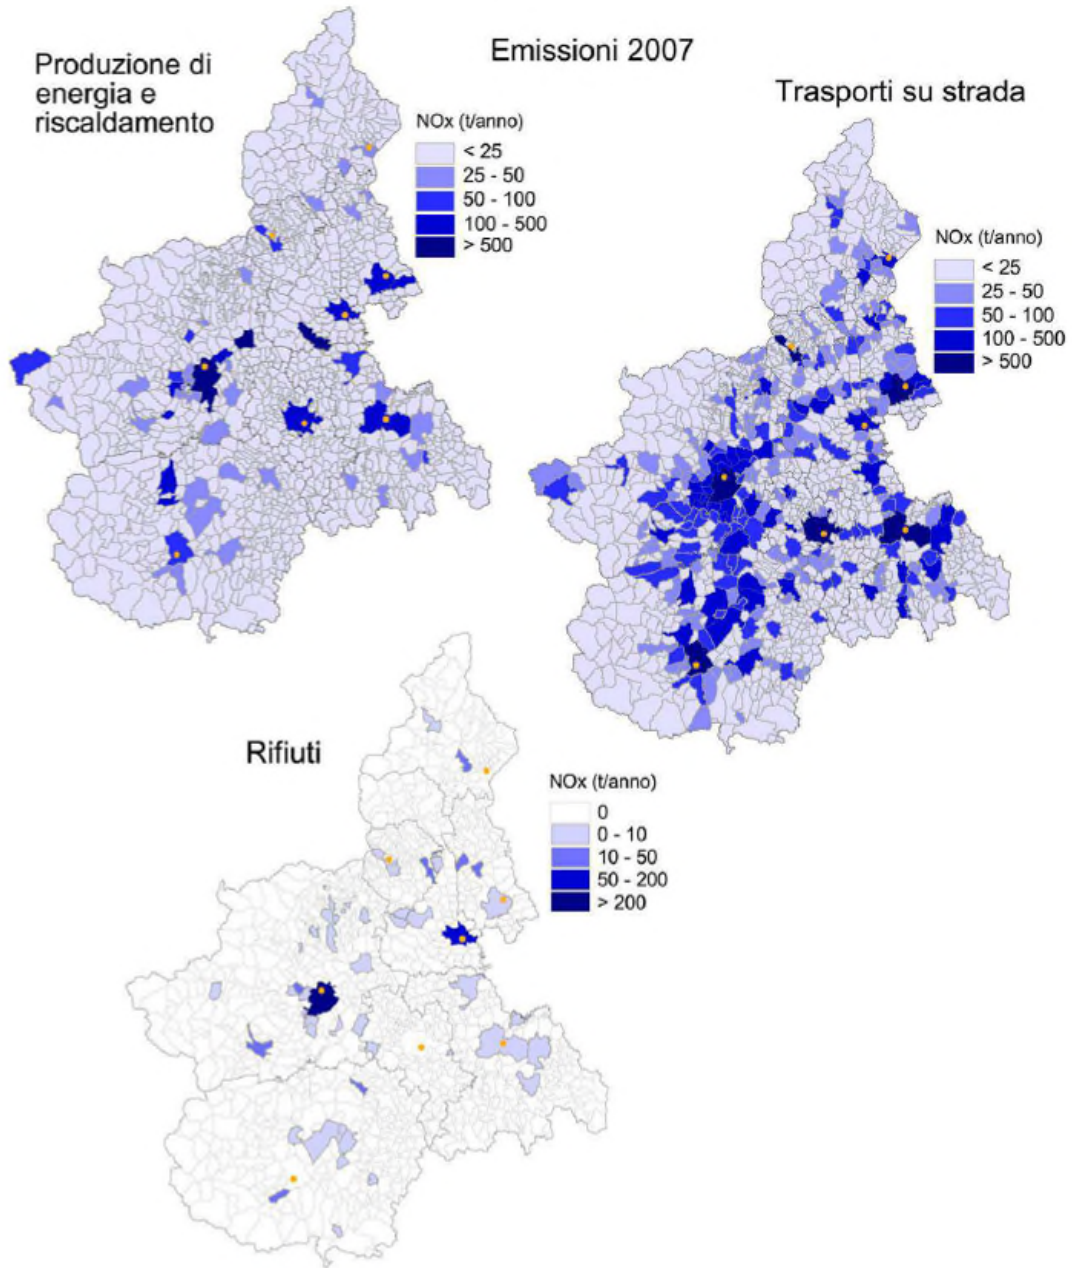 Emissioni 2007
Produzione di
energia e
riscaldamento
NOx (t/anno)
< 25
25 - 50
50 - 100
100 - 500
> 500
Trasporti su strada
NOx (t/anno)
< 25
25 - 50
50 - 100
100 - 500
> 500
Rifiuti
NOx (t/anno)
0
0 - 10
10 - 50
50 - 200
> 200